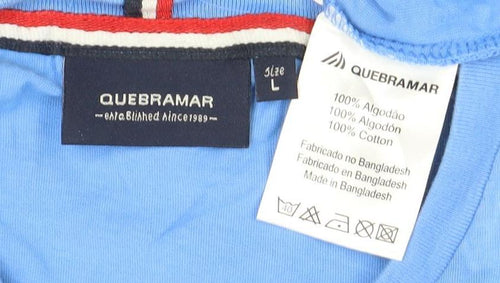 QUEBRAMAR
established since 1989
size
L
QUEBRAMAR
100% Algodão
100% Algodón
100% Cotton
Fabricado no Bangladesh
Fabricado en Bangladesh
Made in Bangladesh
40